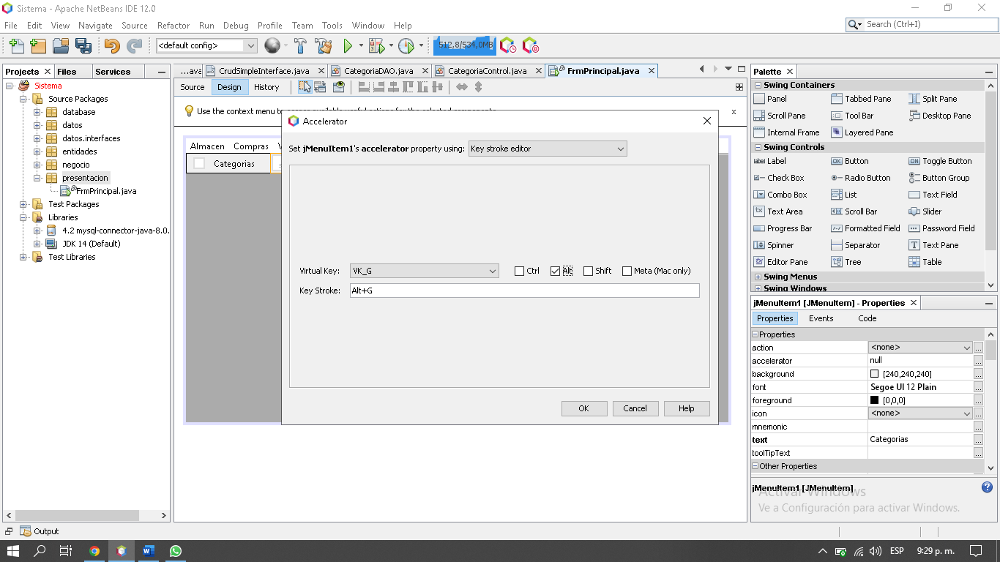 Sistema - Apache NetBeans IDE 12.0
File Edit View Navigate Source Refactor Run Debug Profile Team Tools Window Help
Search (Ctrl+I)
<default config>
512,8/534,0MB
Projects Files Services
Sistema
Source Packages
database
datos
datos.interfaces
entidades
negocio
presentacion
FrmPrincipal.java
Test Packages
Libraries
4.2 mysql-connector-java-8.0.
JDK 14 (Default)
Test Libraries
...ava CrudSimpleInterface.java CategoriaDAO.java CategoriaControl.java FrmPrincipal.java
Source Design History
Use the context menu to
x
Almacen Compras V
Categorias
Accelerator
Set jMenuItem1's accelerator property using: Key stroke editor
Virtual Key: VK_G Ctrl Alt Shift Meta (Mac only)
Key Stroke: Alt+G
OK Cancel Help
Palette
Swing Containers
Panel Tabbed Pane Split Pane
Scroll Pane Tool Bar Desktop Pane
Internal Frame Layered Pane
Swing Controls
label Label OK Button ON Toggle Button
Check Box Radio Button Button Group
Combo Box List Text Field
Text Area Scroll Bar Slider
Progress Bar Formatted Field Password Field
Spinner Separator Text Pane
Editor Pane Tree Table
Swing Menus
Swing Windows
jMenuItem1 [JMenuItem] - Properties
Properties Events Code
Properties
action <none> ...
accelerator null ...
background [240,240,240] ...
font Segoe UI 12 Plain ...
foreground [0,0,0] ...
icon <none> ...
mnemonic ...
text Categorias ...
toolTipText ...
Other Properties
jMenuItem1 [JMenuItem]
Activar Windows
Ve a Configuración para activar Windows.
Output
ESP 9:29 p. m.